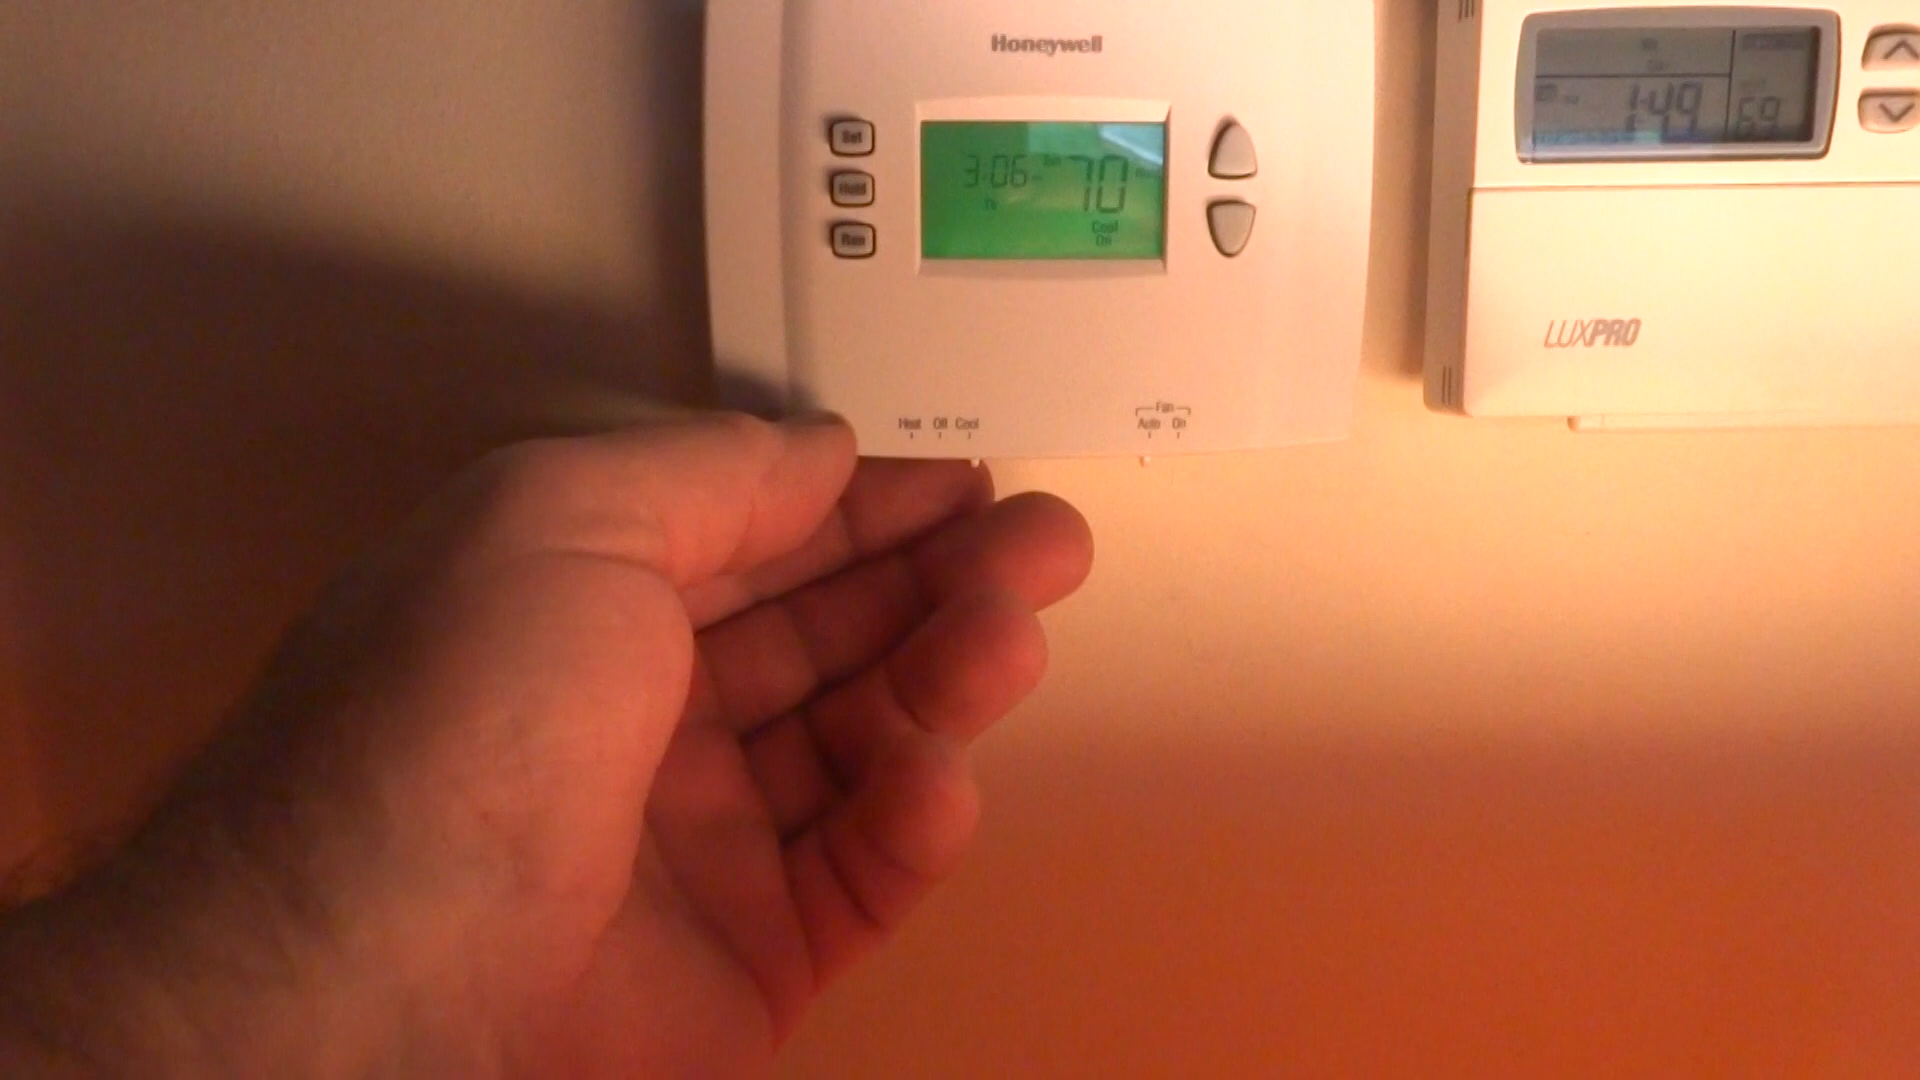 Honeywell
Set
Hold
Run
3:06
70
Cool
On
Heat Off Cool
Fan
Auto On
1:49
69
LUXPRO